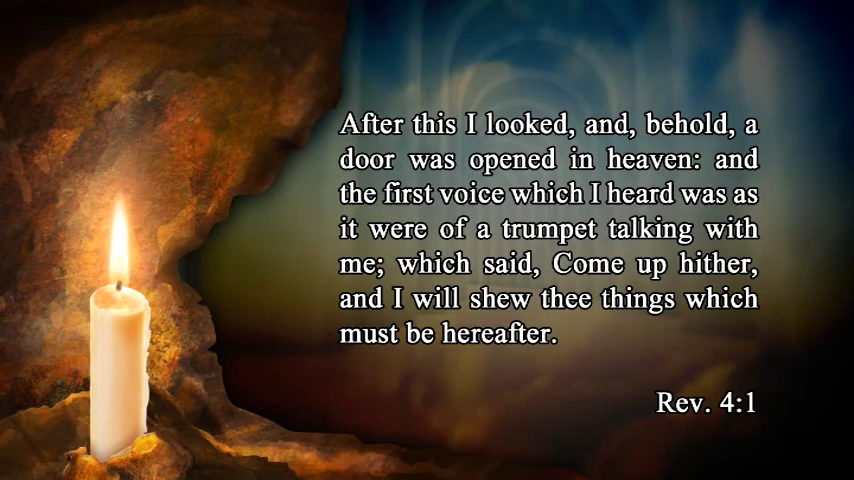 After this I looked, and, behold, a
door was opened in heaven: and
the first voice which I heard was as
it were of a trumpet talking with
me; which said, Come up hither,
and I will shew thee things which
must be hereafter.
Rev. 4:1